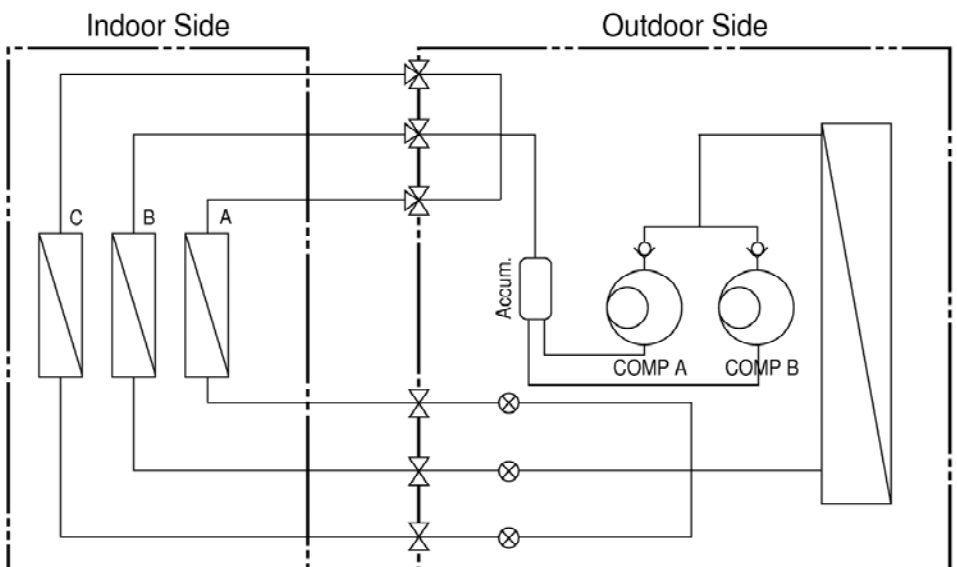 Indoor Side
Outdoor Side
C
B
A
Accum.
COMP A
COMP B